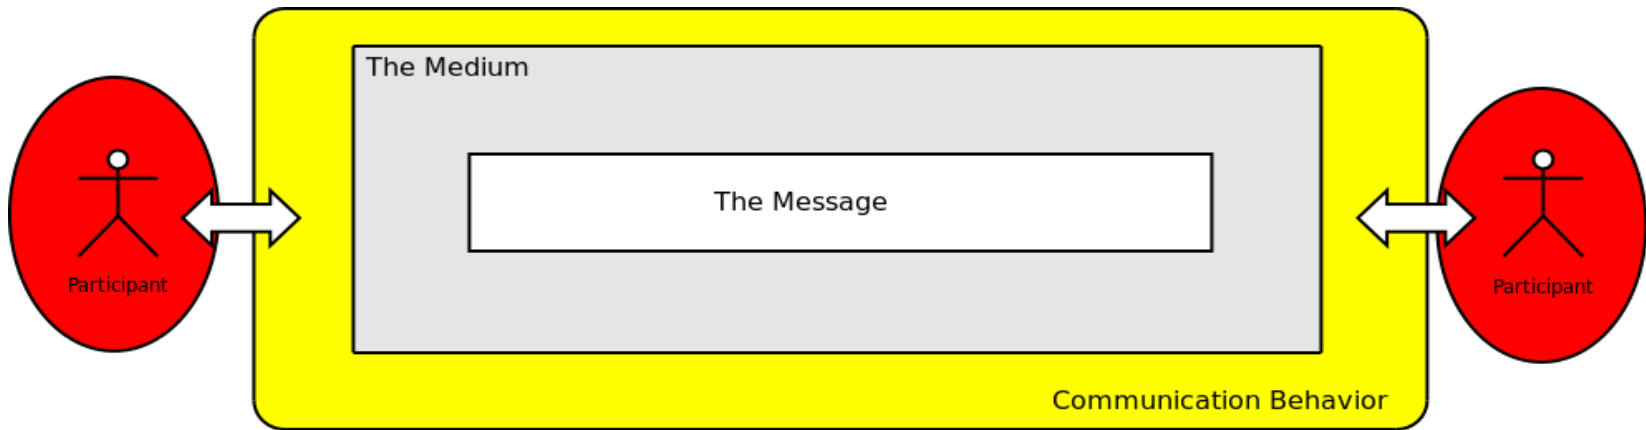 The Medium
The Message
Participant
Participant
Communication Behavior